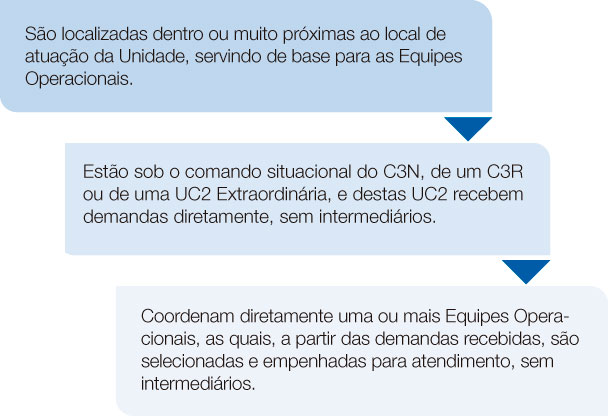 São localizadas dentro ou muito próximas ao local de
atuação da Unidade, servindo de base para as Equipes
Operacionais.
Estão sob o comando situacional do C3N, de um C3R
ou de uma UC2 Extraordinária, e destas UC2 recebem
demandas diretamente, sem intermediários.
Coordenam diretamente uma ou mais Equipes Opera-
cionais, as quais, a partir das demandas recebidas, são
selecionadas e empenhadas para atendimento, sem
intermediários.